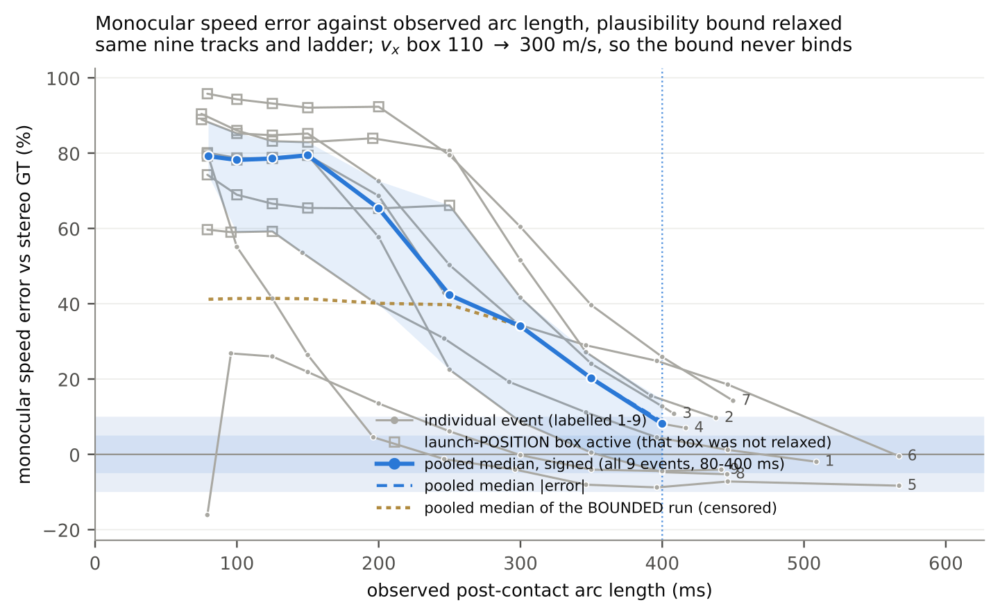 Monocular speed error against observed arc length, plausibility bound relaxed
same nine tracks and ladder; vₓ box 110 → 300 m/s, so the bound never binds
monocular speed error vs stereo GT (%)
100
80
60
40
20
0
−20
7
3
2
4
6
1
9
8
5
individual event (labelled 1-9)
launch-POSITION box active (that box was not relaxed)
pooled median, signed (all 9 events, 80-400 ms)
pooled median |error|
pooled median of the BOUNDED run (censored)
0
100
200
300
400
500
600
observed post-contact arc length (ms)